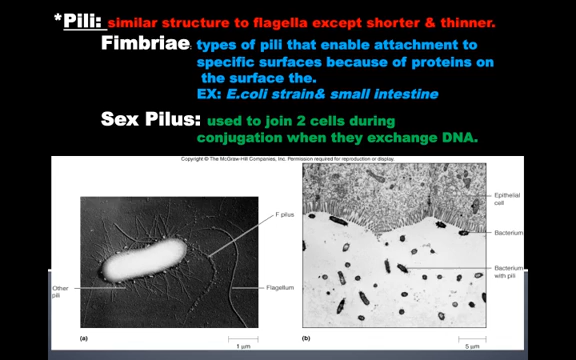 *Pili: similar structure to flagella except shorter & thinner.
Fimbriae: types of pili that enable attachment to
specific surfaces because of proteins on
the surface the.
EX: E.coli strain& small intestine
Sex Pilus: used to join 2 cells during
conjugation when they exchange DNA.
Copyright © The McGraw-Hill Companies, Inc. Permission required for reproduction or display.
F pilus
Other
pili
Flagellum
(a)
1 µm
Epithelial
cell
Bacterium
Bacterium
with pili
(b)
5 µm